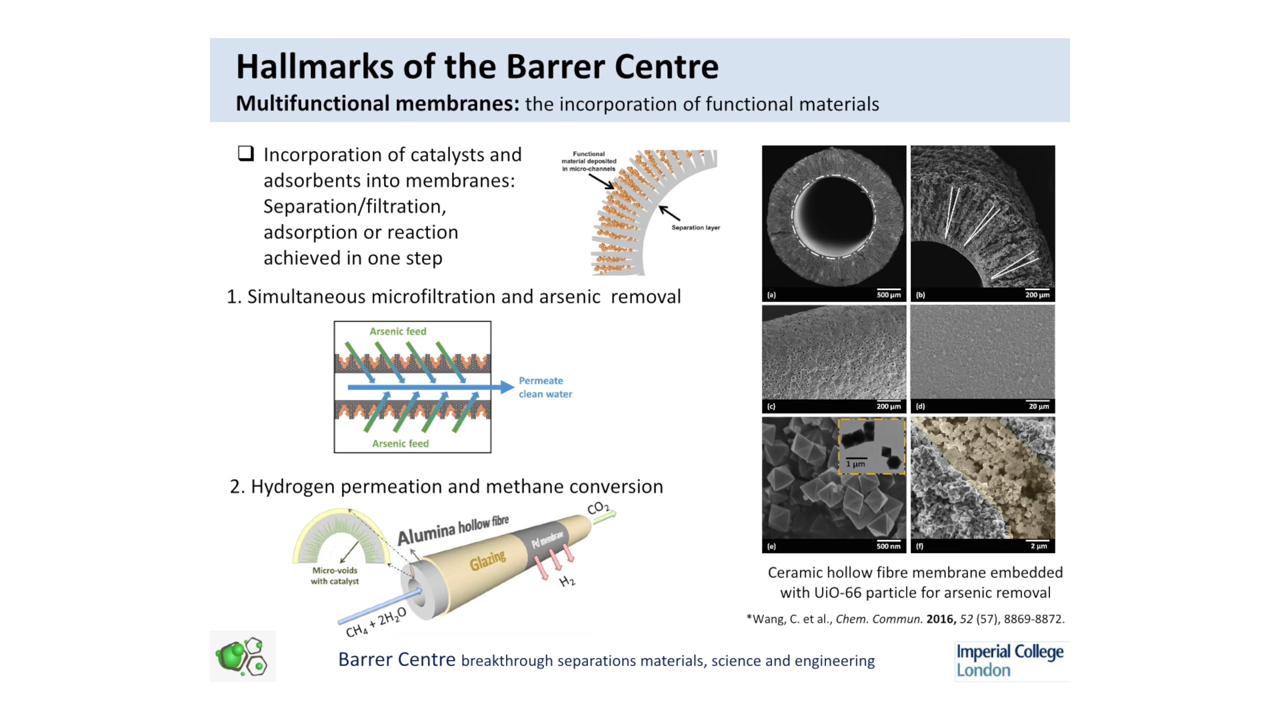 Hallmarks of the Barrer Centre
Multifunctional membranes: the incorporation of functional materials
❑ Incorporation of catalysts and
adsorbents into membranes:
Separation/filtration,
adsorption or reaction
achieved in one step
Functional
material deposited
in micro-channels
Separation layer
1. Simultaneous microfiltration and arsenic removal
Arsenic feed
Permeate
clean water
Arsenic feed
2. Hydrogen permeation and methane conversion
Micro-voids
with catalyst
Alumina hollow fibre
Glazing
Pd membrane
CO₂
H₂
CH₄ + 2H₂O
(a) 500 µm
(b) 200 µm
(c) 200 µm
(d) 20 µm
1 µm
(e) 500 nm
(f) 2 µm
Ceramic hollow fibre membrane embedded
with UiO-66 particle for arsenic removal
*Wang, C. et al., Chem. Commun. 2016, 52 (57), 8869-8872.
Barrer Centre breakthrough separations materials, science and engineering
Imperial College
London